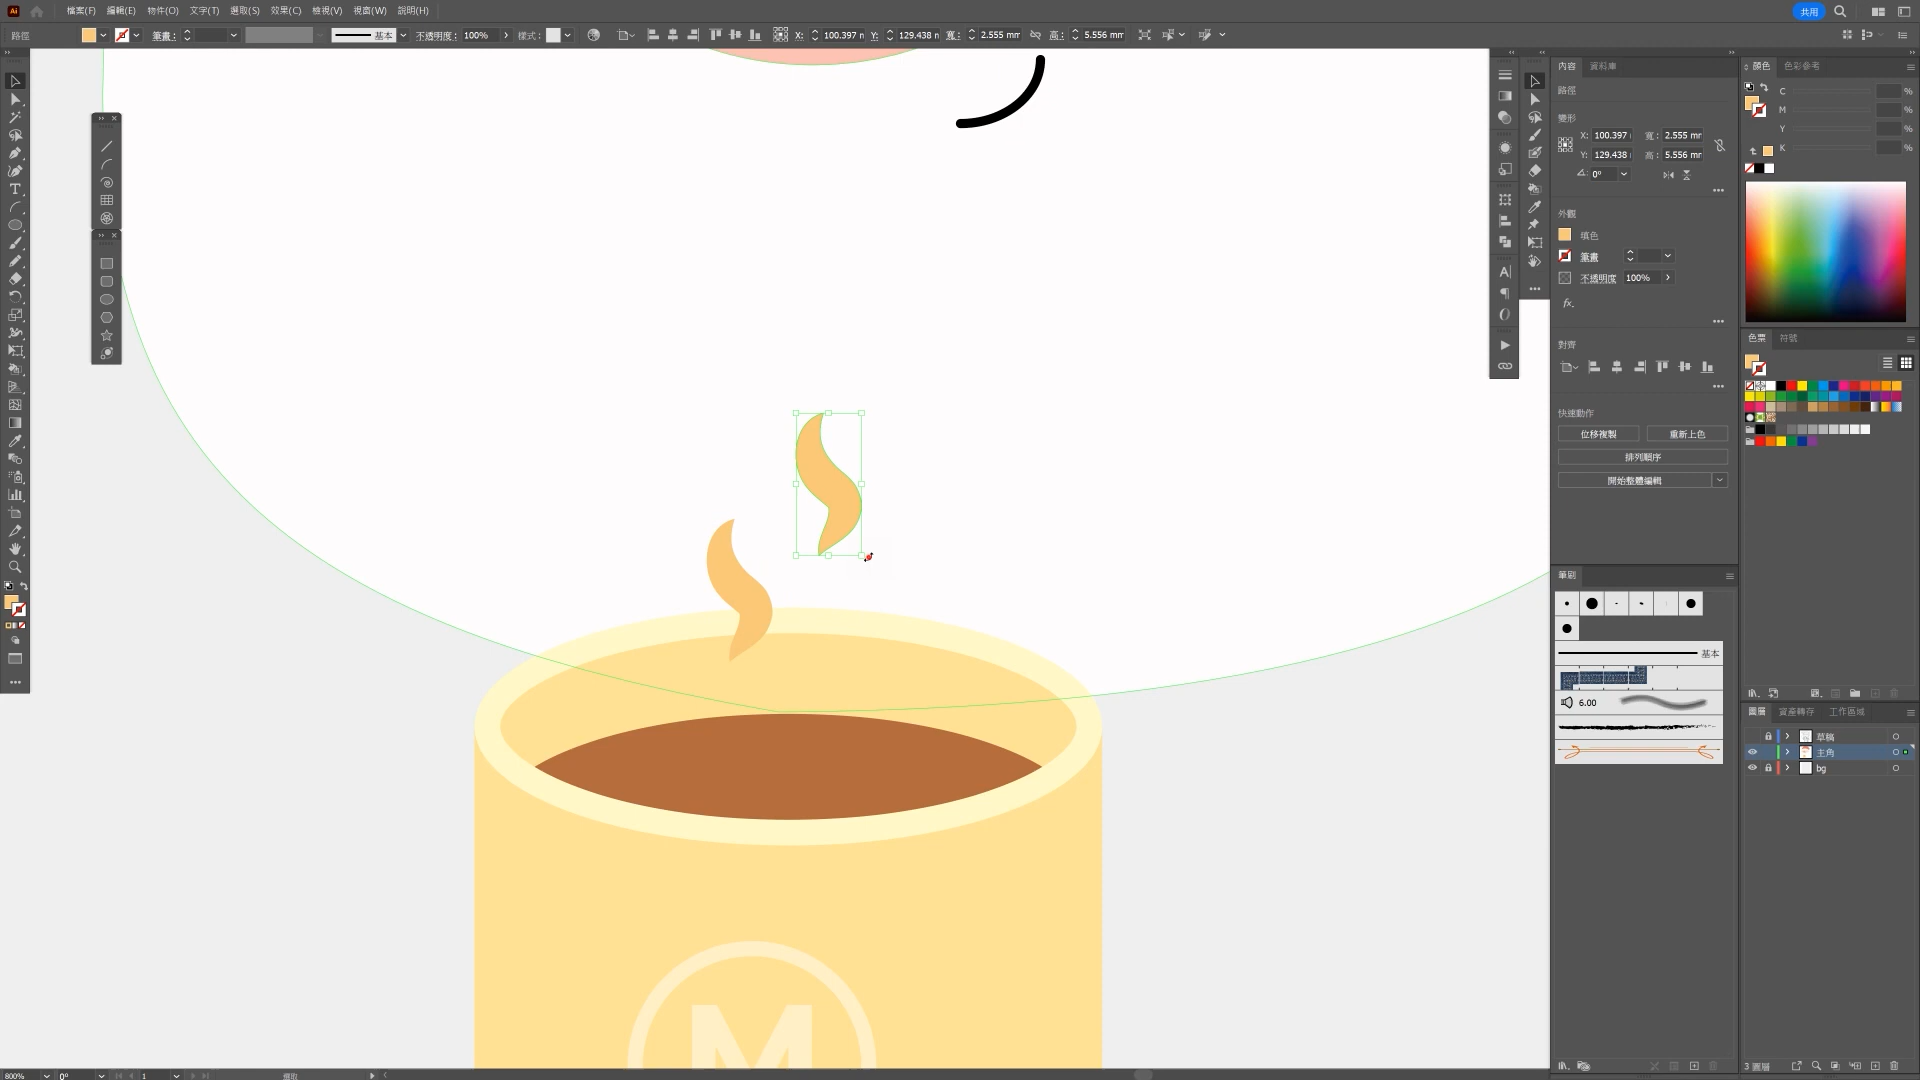 Ai 檔案(F) 編輯(E) 物件(O) 文字(T) 選取(S) 效果(C) 檢視(V) 視窗(W) 說明(H) 共用
路徑 筆畫: 基本 不透明度: 100% 樣式: X: 100.397 Y: 129.438 寬: 2.555 mm 高: 5.556 mm
內容 資料庫
路徑
變形
X: 100.397 寬: 2.555 mm
Y: 129.438 高: 5.556 mm
0°
外觀
填色
筆畫
不透明度 100%
fx.
對齊
快速動作
位移複製 重新上色
排列順序
開始整體編輯
顏色 色彩參考
C %
M %
Y %
K %
色票 符號
筆刷
基本
6.00
圖層 資產轉存 工作區域
草稿
主角
bg
3 圖層
M
800% 0° 1 選取